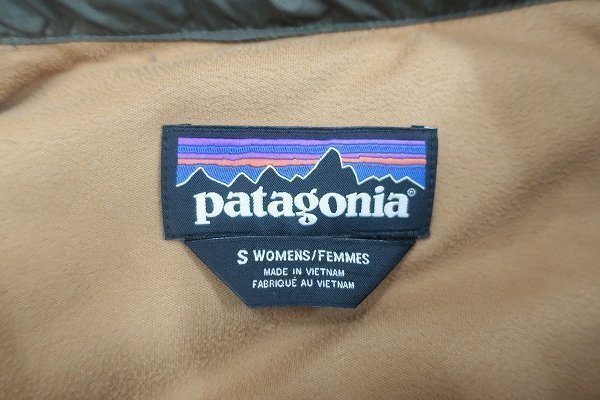 patagonia®
S WOMENS/FEMMES
MADE IN VIETNAM
FABRIQUÉ AU VIETNAM